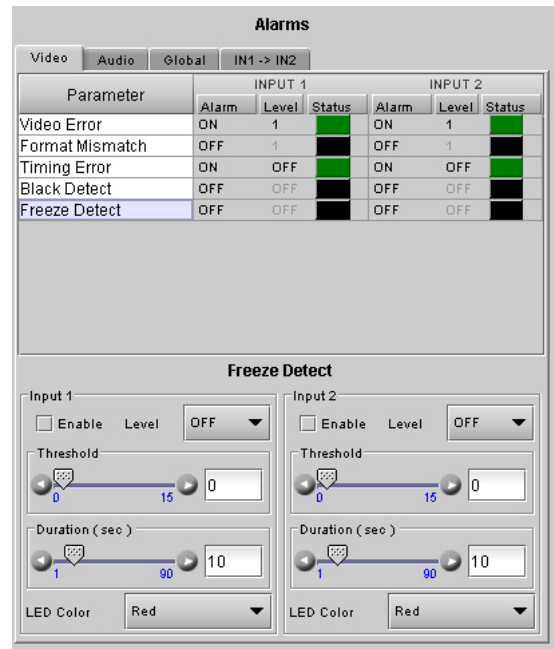 Alarms
Video Audio Global IN1 -> IN2
Parameter INPUT 1 INPUT 2
Alarm Level Status Alarm Level Status
Video Error ON 1 ON 1
Format Mismatch OFF 1 OFF 1
Timing Error ON OFF ON OFF
Black Detect OFF OFF OFF OFF
Freeze Detect OFF OFF OFF OFF
Freeze Detect
Input 1 Input 2
Enable Level OFF Enable Level OFF
Threshold Threshold
0 15 0 0 15 0
Duration ( sec ) Duration ( sec )
1 90 10 1 90 10
LED Color Red LED Color Red